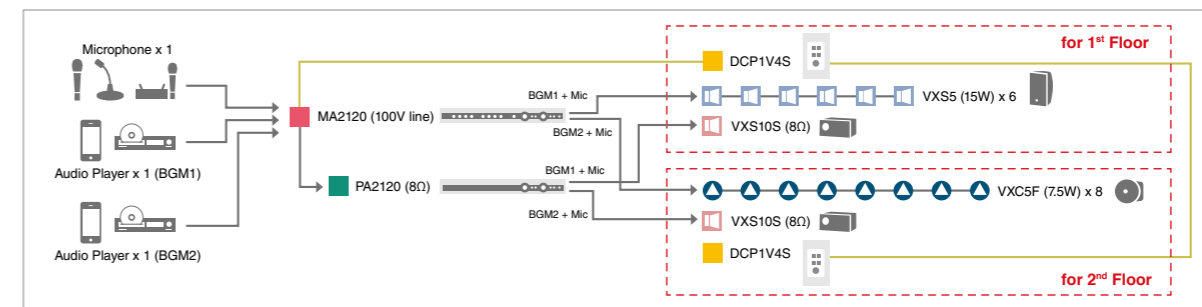 Microphone x 1
Audio Player x 1 (BGM1)
Audio Player x 1 (BGM2)
MA2120 (100V line)
PA2120 (8Ω)
BGM1 + Mic
BGM2 + Mic
BGM1 + Mic
BGM2 + Mic
for 1st Floor
DCP1V4S
VXS5 (15W) x 6
VXS10S (8Ω)
VXC5F (7.5W) x 8
VXS10S (8Ω)
DCP1V4S
for 2nd Floor